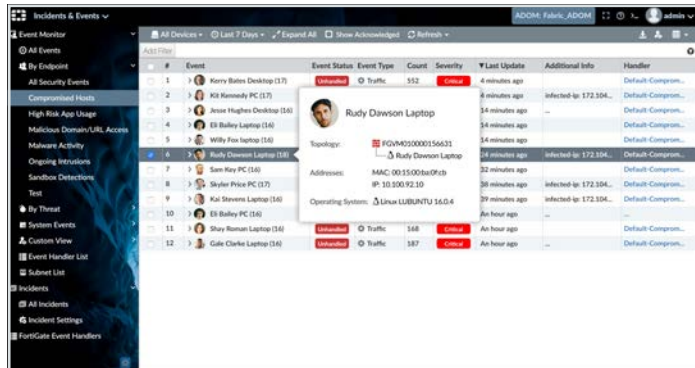 Incidents & Events
ADOM: Fabric_ADOM
admin
Event Monitor
All Events
By Endpoint
All Security Events
Compromised Hosts
High Risk App Usage
Malicious Domain/URL Access
Malware Activity
Ongoing Intrusions
Sandbox Detections
Test
By Threat
System Events
Custom View
Event Handler List
Subnet List
Incidents
All Incidents
Incident Settings
FortiGate Event Handlers
All Devices
Last 7 Days
Expand All
Show Acknowledged
Refresh
Add Filter
# Event Event Status Event Type Count Severity ▼Last Update Additional Info Handler
1 Kerry Bates Desktop (17) Unhandled Traffic 552 Critical 4 minutes ago Default-Comprom...
2 Kit Kennedy PC (17) 4 minutes ago infected-ip: 172.104... Default-Comprom...
3 Jesse Hughes Desktop (16) 14 minutes ago ... Default-Comprom...
4 Eli Bailey Laptop (16) 14 minutes ago Default-Comprom...
5 Willy Fox laptop (16) 14 minutes ago Default-Comprom...
6 Rudy Dawson Laptop (18) 24 minutes ago infected-ip: 172.104... Default-Comprom...
7 Sam Key PC (16) 32 minutes ago Default-Comprom...
8 Skyler Price PC (17) 38 minutes ago infected-ip: 172.104... Default-Comprom...
9 Kai Stevens Laptop (16) 39 minutes ago infected-ip: 172.104... Default-Comprom...
10 Eli Bailey PC (16) An hour ago ... ...
11 Shay Roman Laptop (16) Unhandled Traffic 168 Critical An hour ago Default-Comprom...
12 Gale Clarke Laptop (16) Unhandled Traffic 187 Critical An hour ago ... Default-Comprom...
Rudy Dawson Laptop
Topology: FGVM010000156631
Rudy Dawson Laptop
Addresses: MAC: 00:15:00:ba:0f:cb
IP: 10.100.92.10
Operating System: Linux LUBUNTU 16.0.4